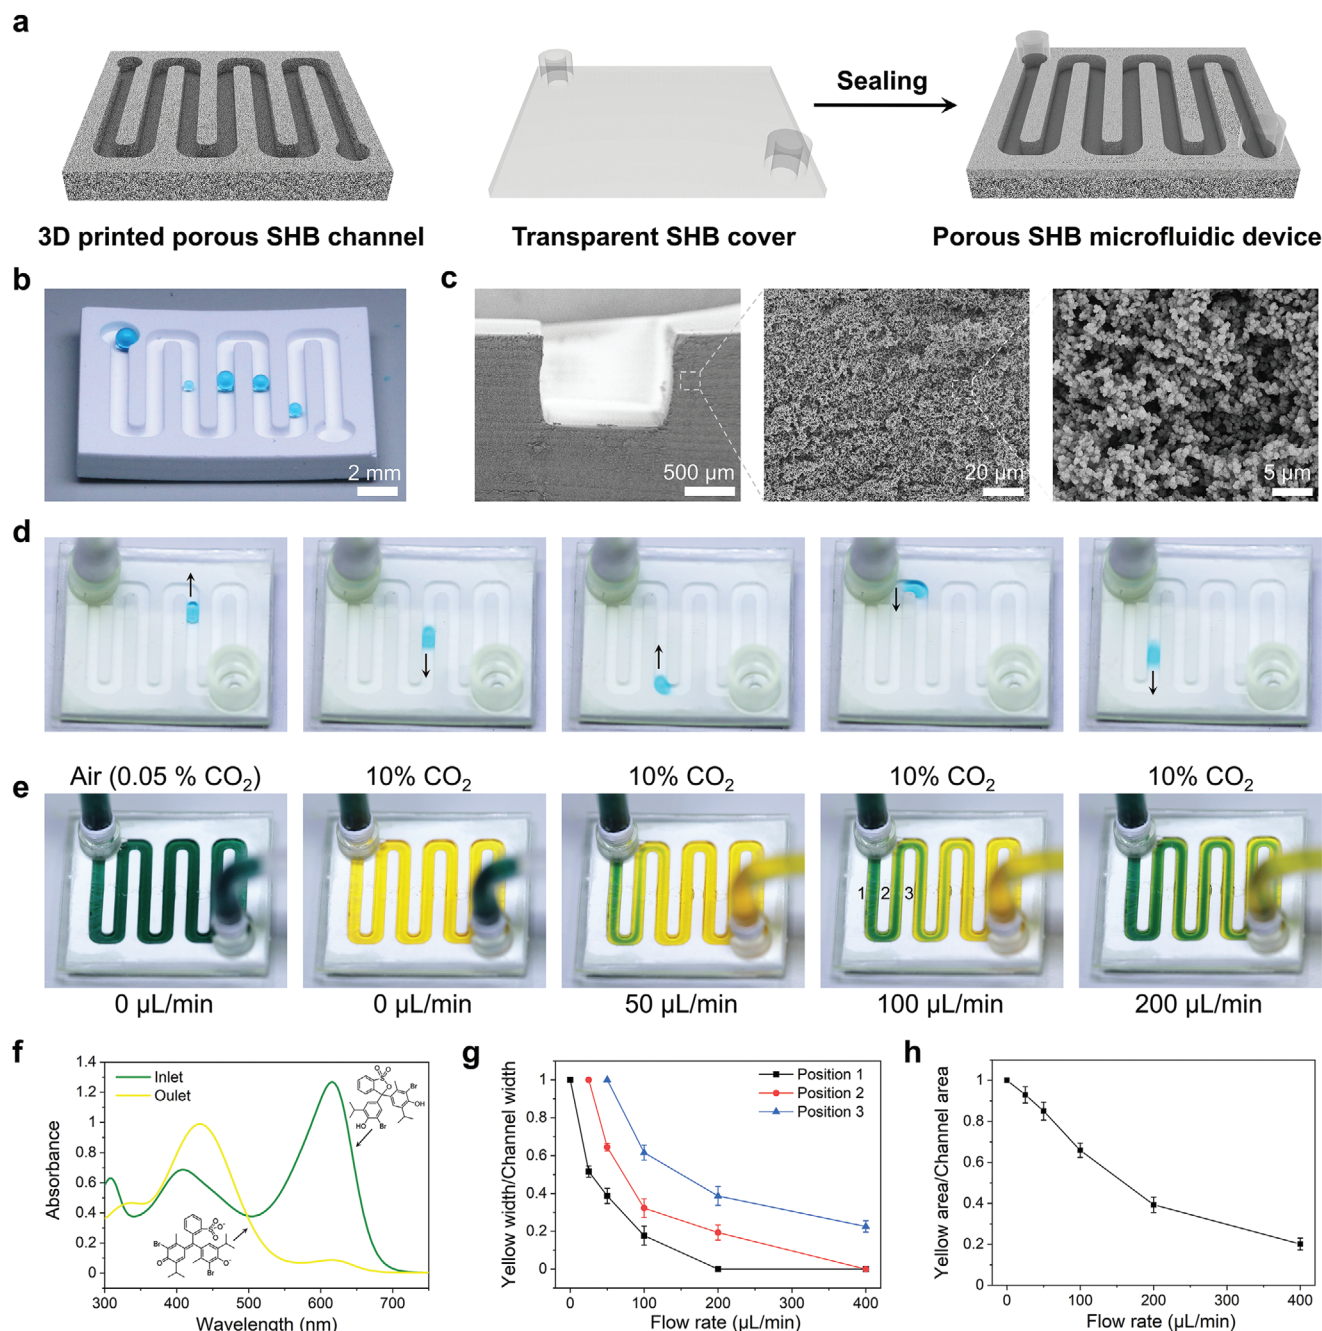 a
Sealing
3D printed porous SHB channel
Transparent SHB cover
Porous SHB microfluidic device
b
2 mm
c
500 µm
20 µm
5 µm
d
e
Air (0.05 % CO₂)
10% CO₂
10% CO₂
10% CO₂
10% CO₂
1 2 3
0 µL/min
0 µL/min
50 µL/min
100 µL/min
200 µL/min
f
Absorbance
1.4
1.2
1.0
0.8
0.6
0.4
0.2
0
Inlet
Oulet
O
O
S
O
Br
OH
HO
Br
O
S
O⁻
O
Br
O
Br
O⁻
300
400
500
600
700
Wavelength (nm)
g
Yellow width/Channel width
1
0.8
0.6
0.4
0.2
0
Position 1
Position 2
Position 3
0
100
200
300
400
Flow rate (µL/min)
h
Yellow area/Channel area
1
0.8
0.6
0.4
0.2
0
100
200
300
400
Flow rate (µL/min)